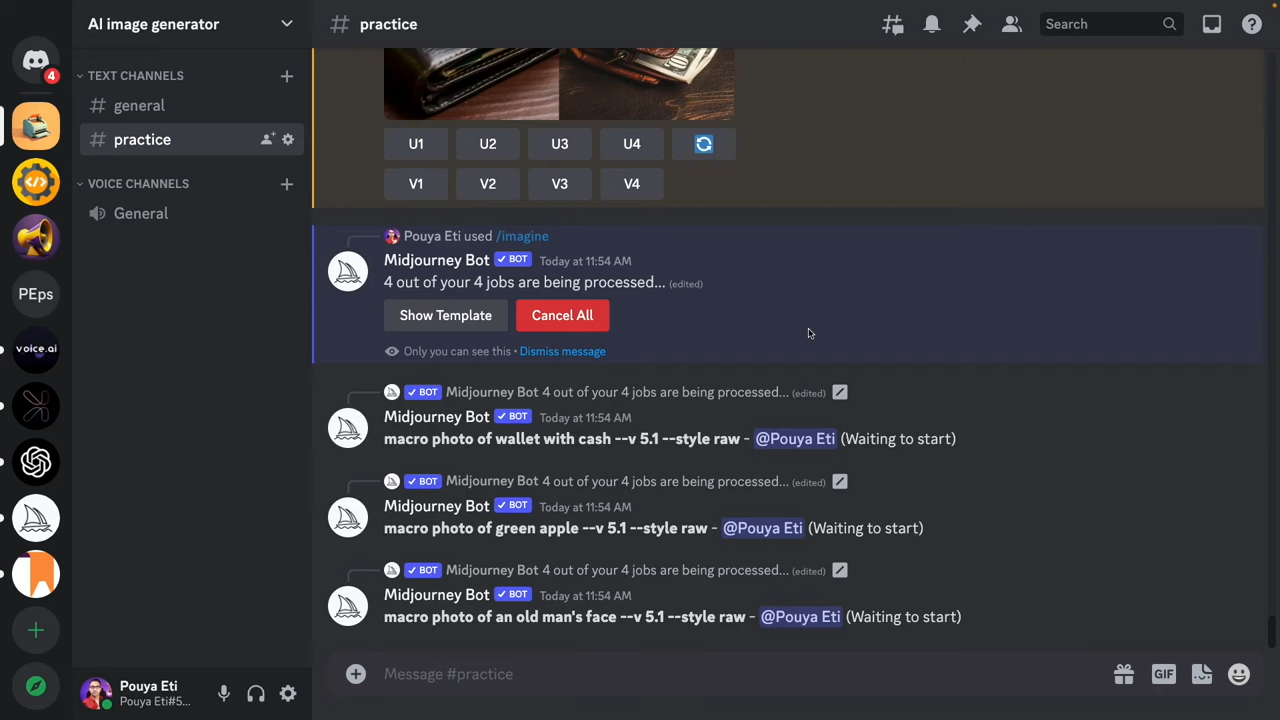 AI image generator
practice
Search
4
TEXT CHANNELS
general
practice
VOICE CHANNELS
General
PEps
voice.ai
U1 U2 U3 U4
V1 V2 V3 V4
Pouya Eti used /imagine
Midjourney Bot ✓ BOT Today at 11:54 AM
4 out of your 4 jobs are being processed... (edited)
Show Template Cancel All
Only you can see this • Dismiss message
✓ BOT Midjourney Bot 4 out of your 4 jobs are being processed... (edited)
Midjourney Bot ✓ BOT Today at 11:54 AM
macro photo of wallet with cash --v 5.1 --style raw - @Pouya Eti (Waiting to start)
✓ BOT Midjourney Bot 4 out of your 4 jobs are being processed... (edited)
Midjourney Bot ✓ BOT Today at 11:54 AM
macro photo of green apple --v 5.1 --style raw - @Pouya Eti (Waiting to start)
✓ BOT Midjourney Bot 4 out of your 4 jobs are being processed... (edited)
Midjourney Bot ✓ BOT Today at 11:54 AM
macro photo of an old man's face --v 5.1 --style raw - @Pouya Eti (Waiting to start)
Message #practice
GIF
Pouya Eti
Pouya Eti#5...